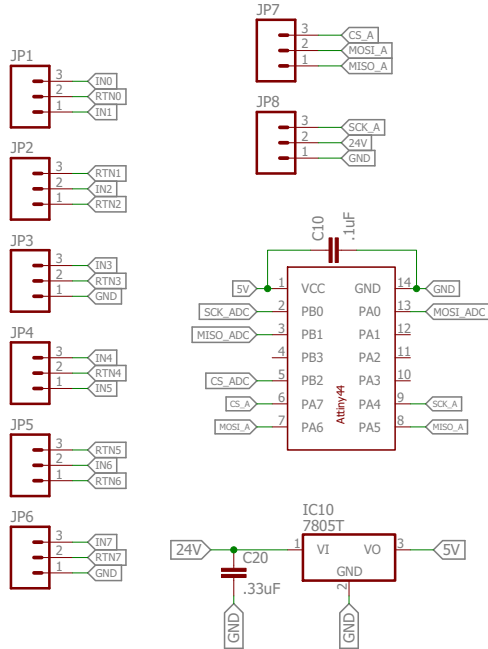 JP1
3 IN0
2 RTN0
1 IN1
JP2
3 RTN1
2 IN2
1 RTN2
JP3
3 IN3
2 RTN3
1 GND
JP4
3 IN4
2 RTN4
1 IN5
JP5
3 RTN5
2 IN6
1 RTN6
JP6
3 IN7
2 RTN7
1 GND
JP7
3 CS_A
2 MOSI_A
1 MISO_A
JP8
3 SCK_A
2 24V
1 GND
C10
.1uF
5V 1 VCC GND 14 GND
SCK_ADC 2 PB0 PA0 13 MOSI_ADC
MISO_ADC 3 PB1 PA1 12
4 PB3 PA2 11
CS_ADC 5 PB2 PA3 10
CS_A 6 PA7 PA4 9 SCK_A
MOSI_A 7 PA6 PA5 8 MISO_A
Attiny44
IC10
7805T
24V 1 VI VO 3 5V
GND
2
C20
.33uF
GND
GND